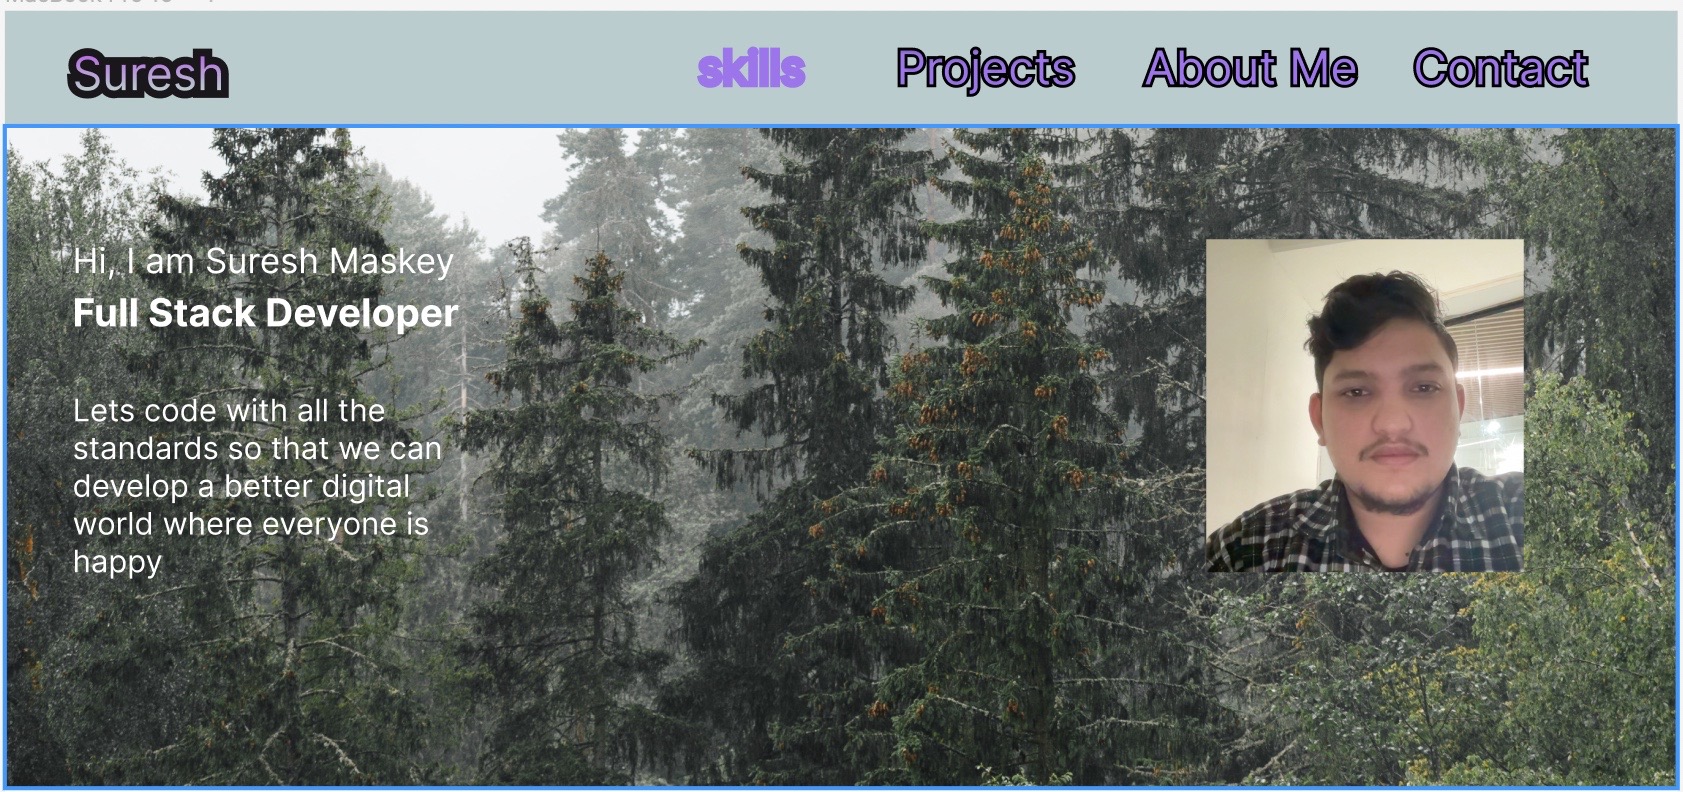 Suresh
skills
Projects
About Me
Contact
Hi, I am Suresh Maskey
Full Stack Developer
Lets code with all the
standards so that we can
develop a better digital
world where everyone is
happy